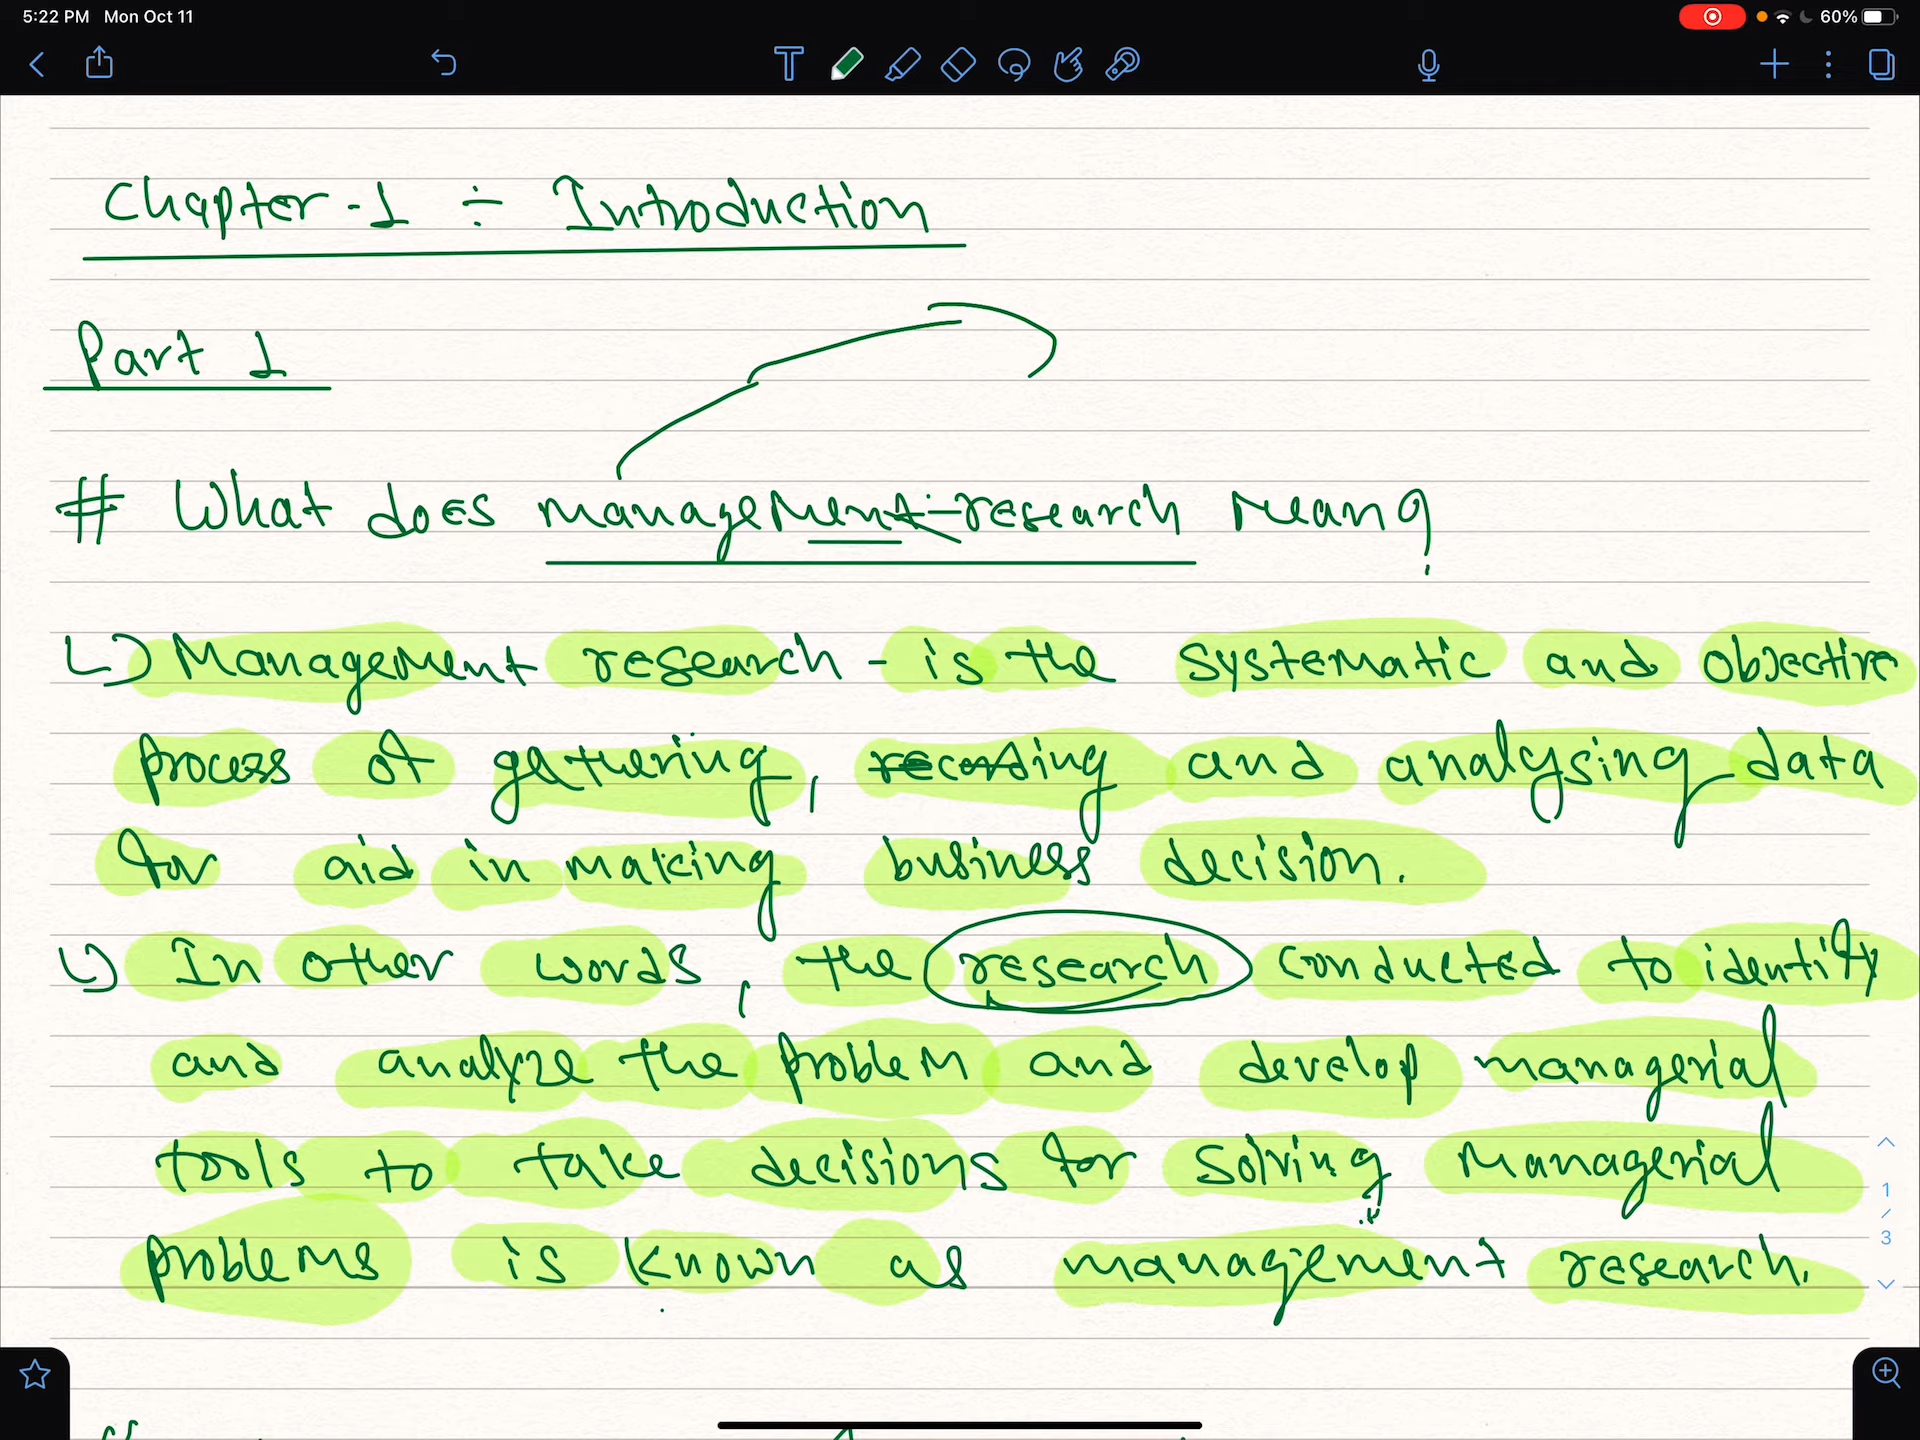 5:22 PM Mon Oct 11
60%
Chapter-1 ÷ Introduction
Part 1
# What does management-research mean?
↳ Management research - is the systematic and objective
process of gathering, recording and analysing data
for aid in making business decision.
↳ In other words, the research conducted to identify
and analyze the problem and develop managerial
tools to take decisions for solving managerial
problems is known as management research.
1
/
3